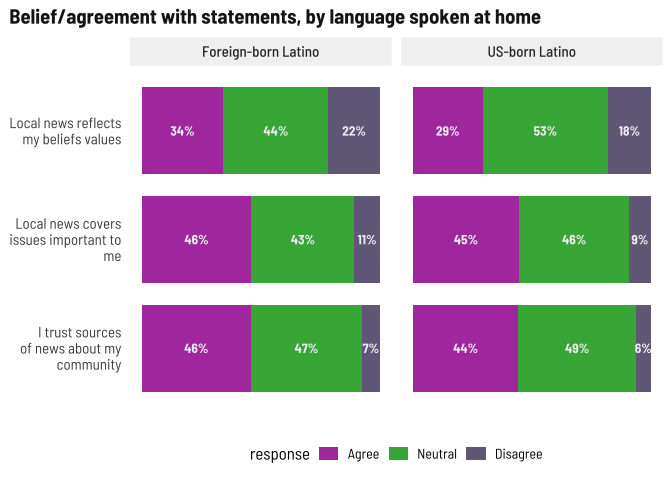 Belief/agreement with statements, by language spoken at home
Foreign-born Latino
US-born Latino
Local news reflects
my beliefs values
34%
44%
22%
29%
53%
18%
Local news covers
issues important to
me
46%
43%
11%
45%
46%
9%
I trust sources
of news about my
community
46%
47%
7%
44%
49%
6%
response
Agree
Neutral
Disagree